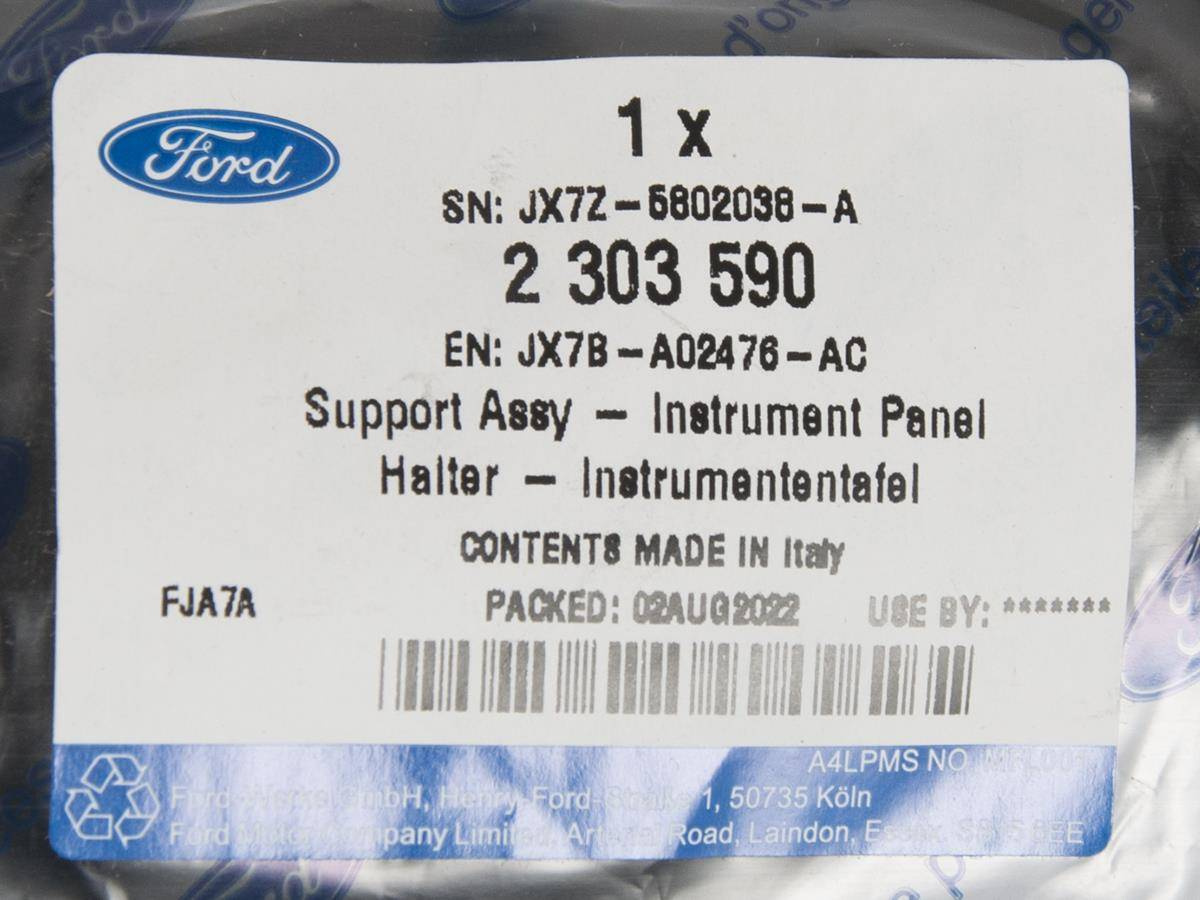 Ford
1 x
SN: JX7Z-5802038-A
2 303 590
EN: JX7B-A02476-AC
Support Assy - Instrument Panel
Halter - Instrumententafel
CONTENTS MADE IN Italy
FJA7A
PACKED: 02AUG2022
USE BY: *******
A4LPMS NO
Ford-Werke GmbH, Henry-Ford-Straße 1, 50735 Köln
Ford Motor Company Limited, Arterial Road, Laindon, Essex